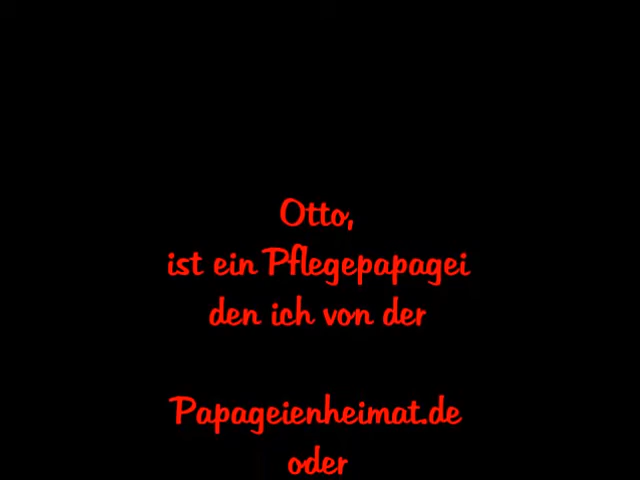 Otto,
ist ein Pflegepapagei
den ich von der
Papageienheimat.de
oder